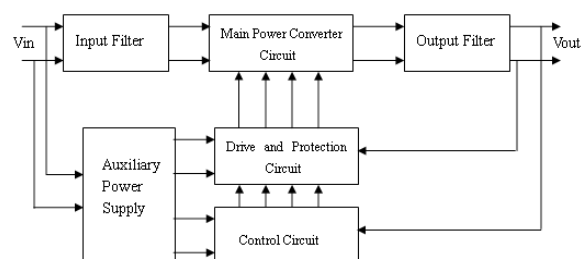 Vin
Input Filter
Main Power Converter
Circuit
Output Filter
Vout
Auxiliary
Power
Supply
Drive and Protection
Circuit
Control Circuit